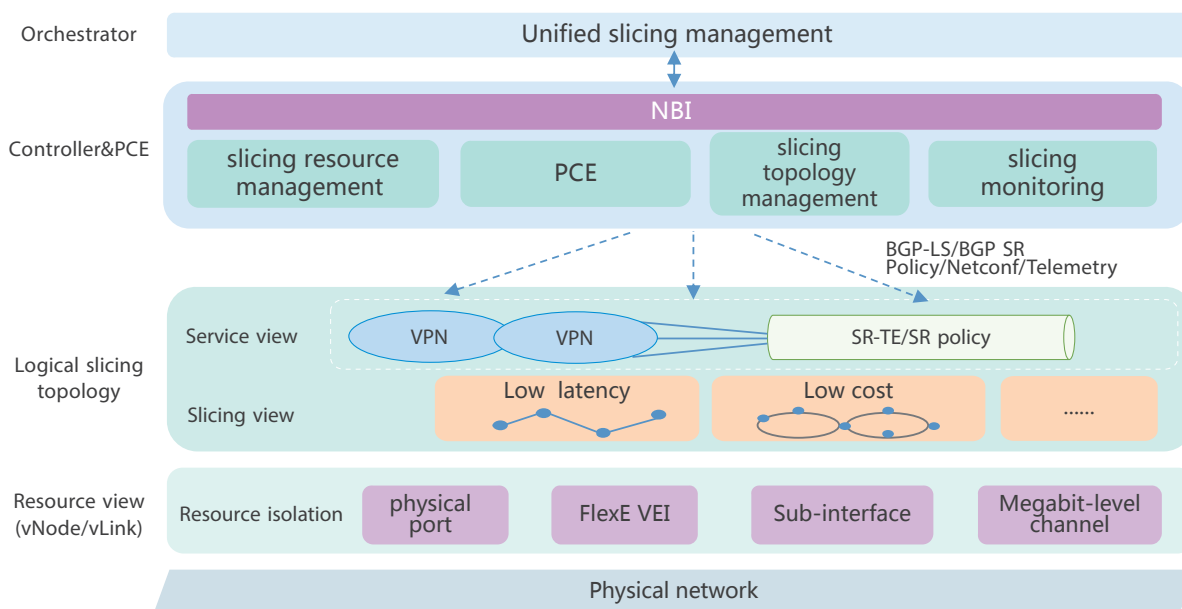 Orchestrator
Unified slicing management
Controller&PCE
NBI
slicing resource
management
PCE
slicing
topology
management
slicing
monitoring
BGP-LS/BGP SR
Policy/Netconf/Telemetry
Logical slicing
topology
Service view
VPN
VPN
SR-TE/SR policy
Slicing view
Low latency
Low cost
......
Resource view
(vNode/vLink)
Resource isolation
physical
port
FlexE VEI
Sub-interface
Megabit-level
channel
Physical network